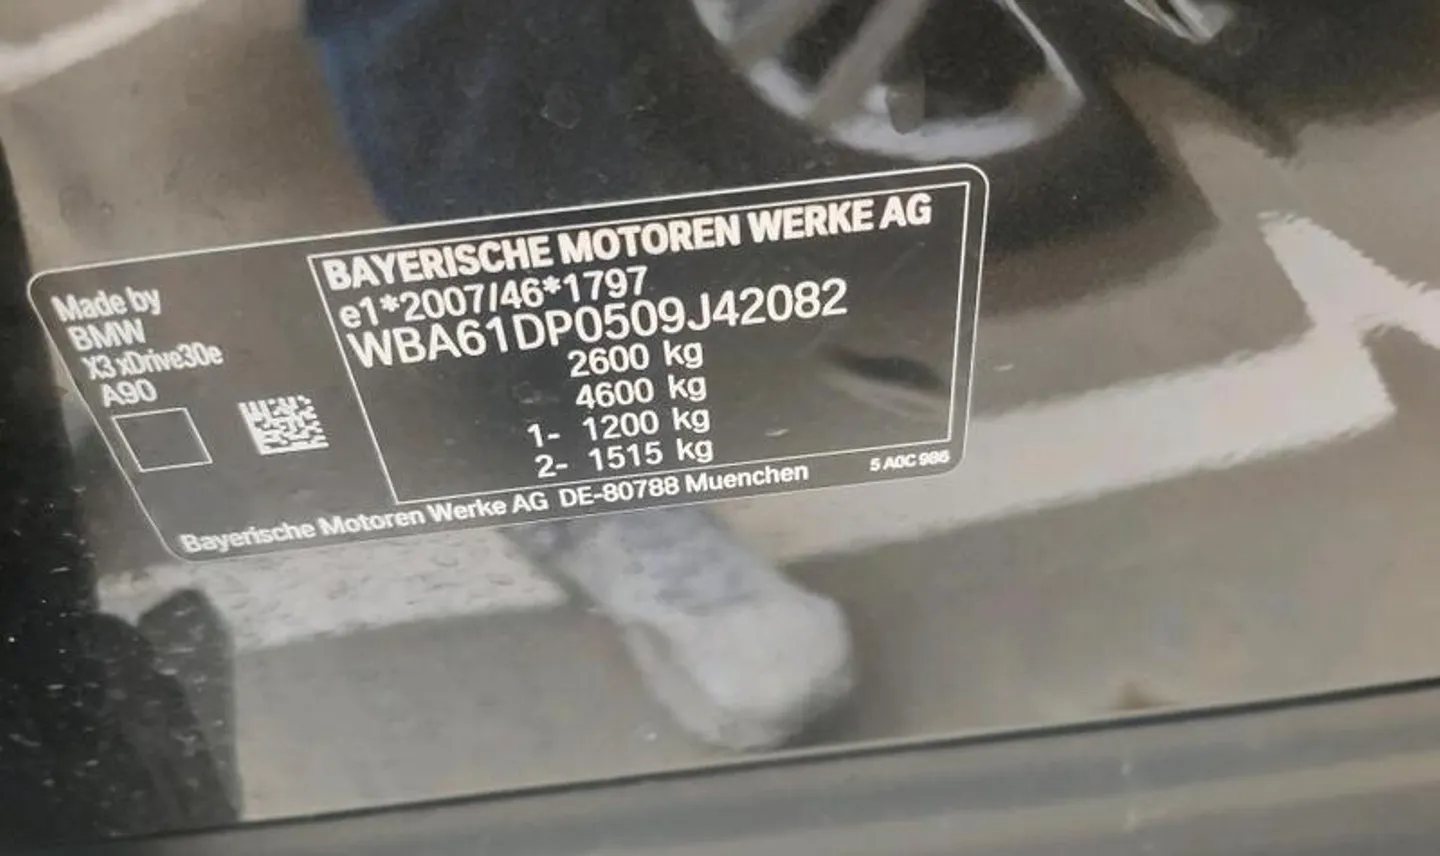 Made by
BMW
X3 xDrive30e
A90
BAYERISCHE MOTOREN WERKE AG
e1*2007/46*1797
WBA61DP0509J42082
2600 kg
4600 kg
1- 1200 kg
2- 1515 kg
Bayerische Motoren Werke AG DE-80788 Muenchen
5 A0C 986